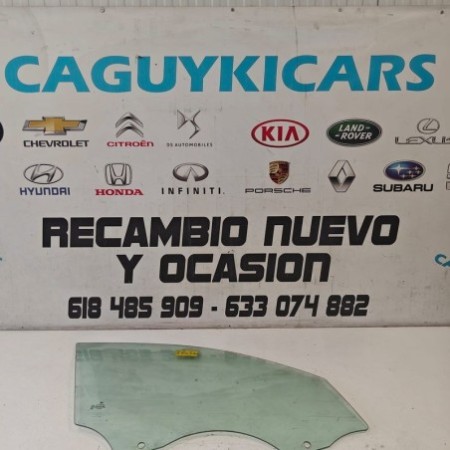 CAGUYKICARS
CHEVROLET CITROËN DS AUTOMOBILES KIA LAND-ROVER LEXUS
HYUNDAI HONDA INFINITI PORSCHE RENAULT SUBARU
RECAMBIO NUEVO
Y OCASION
618 485 909 - 633 074 882